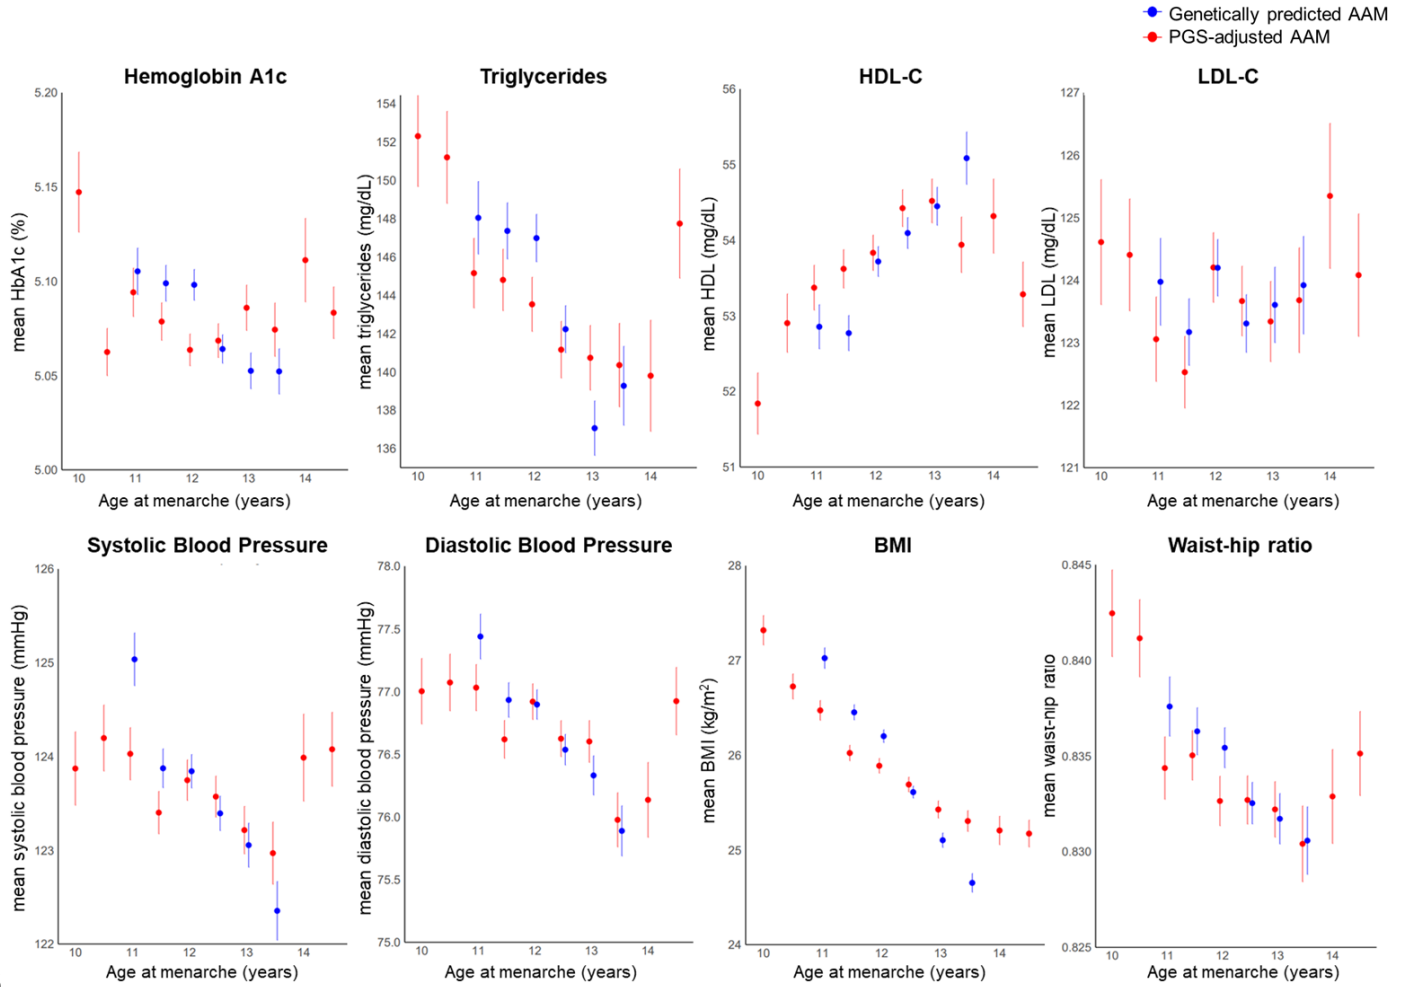 Genetically predicted AAM
PGS-adjusted AAM
Hemoglobin A1c
mean HbA1c (%)
5.20
5.15
5.10
5.05
5.00
10 11 12 13 14
Age at menarche (years)
Triglycerides
mean triglycerides (mg/dL)
154
152
150
148
146
144
142
140
138
136
10 11 12 13 14
Age at menarche (years)
HDL-C
mean HDL (mg/dL)
56
55
54
53
52
51
10 11 12 13 14
Age at menarche (years)
LDL-C
mean LDL (mg/dL)
127
126
125
124
123
122
121
10 11 12 13 14
Age at menarche (years)
Systolic Blood Pressure
mean systolic blood pressure (mmHg)
126
125
124
123
122
10 11 12 13 14
Age at menarche (years)
Diastolic Blood Pressure
mean diastolic blood pressure (mmHg)
78.0
77.5
77.0
76.5
76.0
75.5
75.0
10 11 12 13 14
Age at menarche (years)
BMI
mean BMI (kg/m²)
28
27
26
25
24
10 11 12 13 14
Age at menarche (years)
Waist-hip ratio
mean waist-hip ratio
0.845
0.840
0.835
0.830
0.825
10 11 12 13 14
Age at menarche (years)